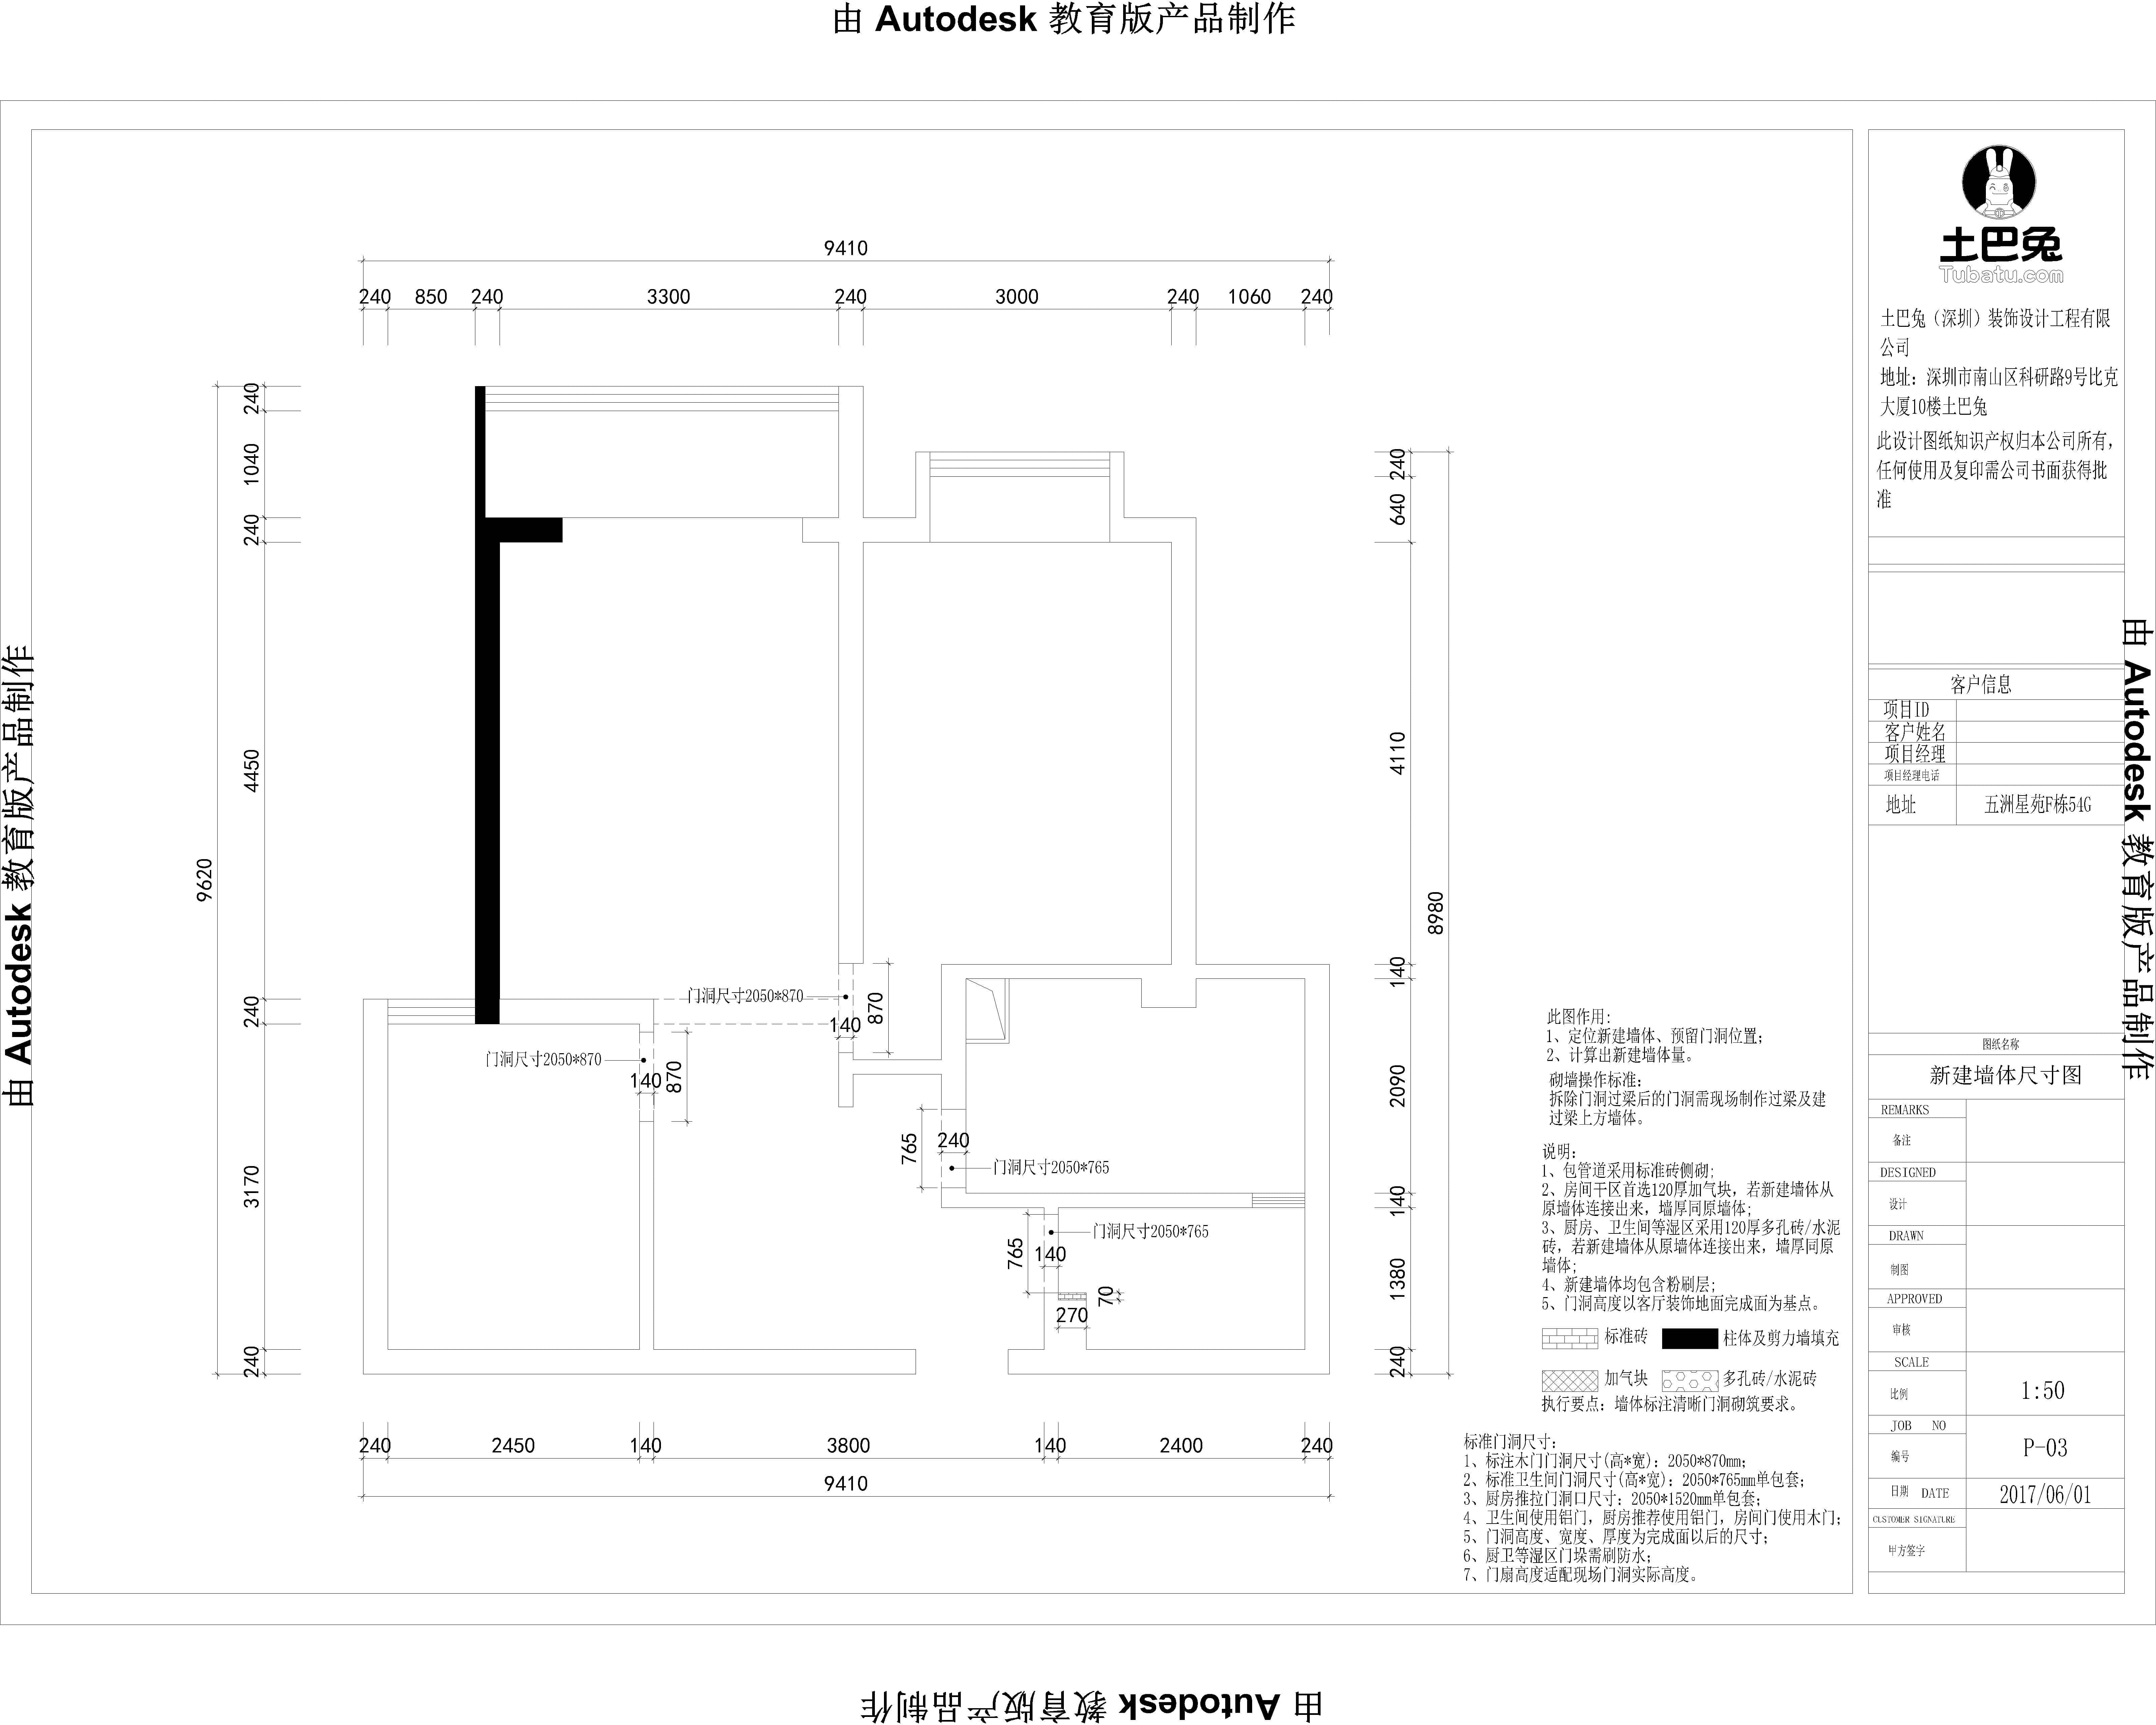 由 Autodesk 教育版产品制作
土巴兔
Tubatu.com
土巴兔（深圳）装饰设计工程有限
公司
地址：深圳市南山区科研路9号比克
大厦10楼土巴兔
此设计图纸知识产权归本公司所有，
任何使用及复印需公司书面获得批
准
9410
240 850 240 3300 240 3000 240 1060 240
240
1040
240
4450
240
3170
240
9620
240
640
4110
140
2090
140
1380
240
8980
门洞尺寸2050*870
140
870
门洞尺寸2050*870
140
870
765
240
门洞尺寸2050*765
门洞尺寸2050*765
765
140
70
270
240 2450 140 3800 140 2400 240
9410
此图作用：
1、定位新建墙体、预留门洞位置；
2、计算出新建墙体量。
砌墙操作标准：
拆除门洞过梁后的门洞需现场制作过梁及建
过梁上方墙体。
说明：
1、包管道采用标准砖侧砌；
2、房间干区首选120厚加气块，若新建墙体从
原墙体连接出来，墙厚同原墙体；
3、厨房、卫生间等湿区采用120厚多孔砖/水泥
砖，若新建墙体从原墙体连接出来，墙厚同原
墙体；
4、新建墙体均包含粉刷层；
5、门洞高度以客厅装饰地面完成面为基点。
标准砖 柱体及剪力墙填充
加气块 多孔砖/水泥砖
执行要点：墙体标注清晰门洞砌筑要求。
标准门洞尺寸：
1、标注木门门洞尺寸(高*宽)：2050*870mm；
2、标准卫生间门洞尺寸(高*宽)：2050*765mm单包套；
3、厨房推拉门洞口尺寸：2050*1520mm单包套；
4、卫生间使用铝门，厨房推荐使用铝门，房间门使用木门；
5、门洞高度、宽度、厚度为完成面以后的尺寸；
6、厨卫等湿区门垛需刷防水；
7、门扇高度适配现场门洞实际高度。
客户信息
项目ID
客户姓名
项目经理
项目经理电话
地址 五洲星苑F栋54G
图纸名称
新建墙体尺寸图
REMARKS
备注
DESIGNED
设计
DRAWN
制图
APPROVED
审核
SCALE
比例 1:50
JOB NO
编号 P-03
日期 DATE 2017/06/01
CUSTOMER SIGNATURE
甲方签字
由 Autodesk 教育版产品制作
由 Autodesk 教育版产品制作
由 Autodesk 教育版产品制作